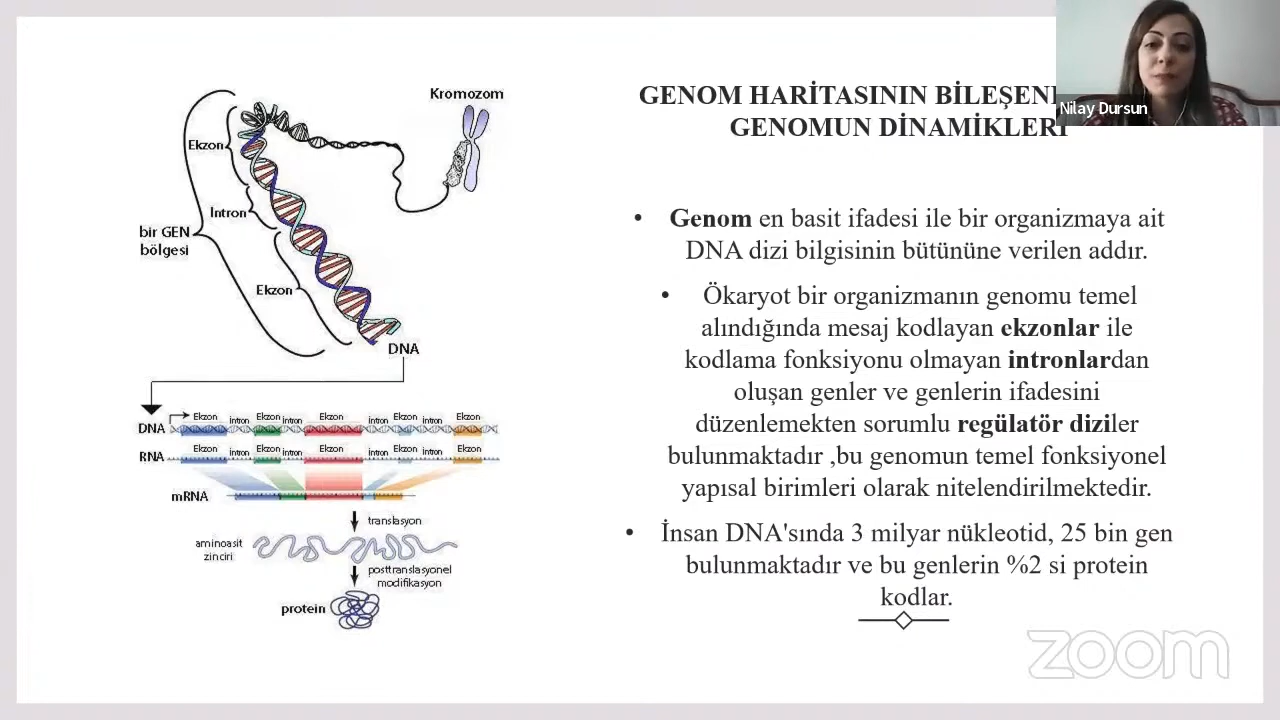 Kromozom
Ekzon
İntron
bir GEN
bölgesi
Ekzon
DNA
Ekzon
intron
Ekzon
intron
Ekzon
intron
Ekzon
intron
Ekzon
DNA
RNA
Ekzon
intron
Ekzon
intron
Ekzon
intron
Ekzon
intron
Ekzon
mRNA
translasyon
aminoasit
zinciri
posttranslasyonel
modifikasyon
protein
GENOM HARİTASININ BİLEŞEN
GENOMUN DİNAMİKLERİ
Nilay Dursun
• Genom en basit ifadesi ile bir organizmaya ait
DNA dizi bilgisinin bütününe verilen addır.
• Ökaryot bir organizmanın genomu temel
alındığında mesaj kodlayan ekzonlar ile
kodlama fonksiyonu olmayan intronlardan
oluşan genler ve genlerin ifadesini
düzenlemekten sorumlu regülatör diziler
bulunmaktadır ,bu genomun temel fonksiyonel
yapısal birimleri olarak nitelendirilmektedir.
• İnsan DNA'sında 3 milyar nükleotid, 25 bin gen
bulunmaktadır ve bu genlerin %2 si protein
kodlar.
zoom